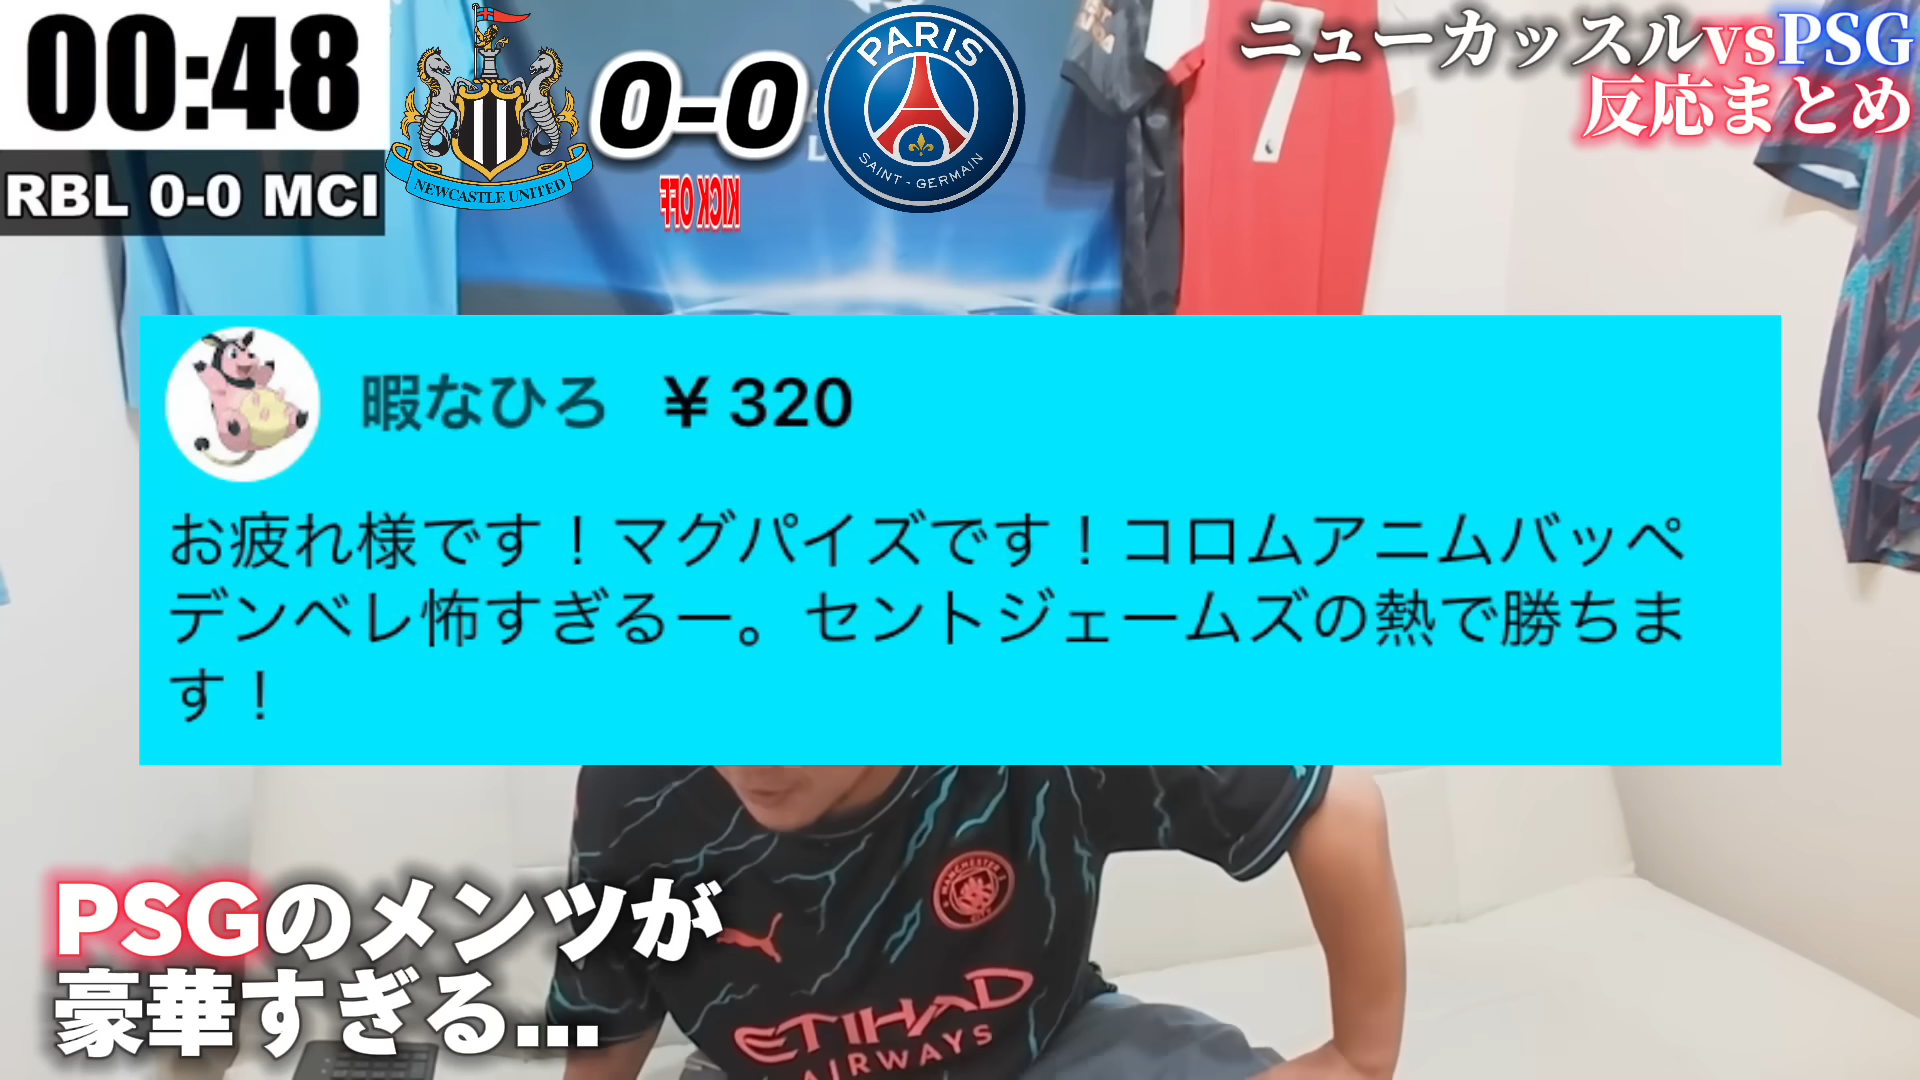 00:48
RBL 0-0 MCI
NEWCASTLE UNITED
0-0
KICK OFF
PARIS
SAINT-GERMAIN
ニューカッスルvsPSG
反応まとめ
7
暇なひろ ￥320
お疲れ様です！マグパイズです！コロムアニムバッペ
デンベレ怖すぎるー。セントジェームズの熱で勝ちま
す！
MANCHESTER
CITY
ETIHAD
AIRWAYS
PSGのメンツが
豪華すぎる...